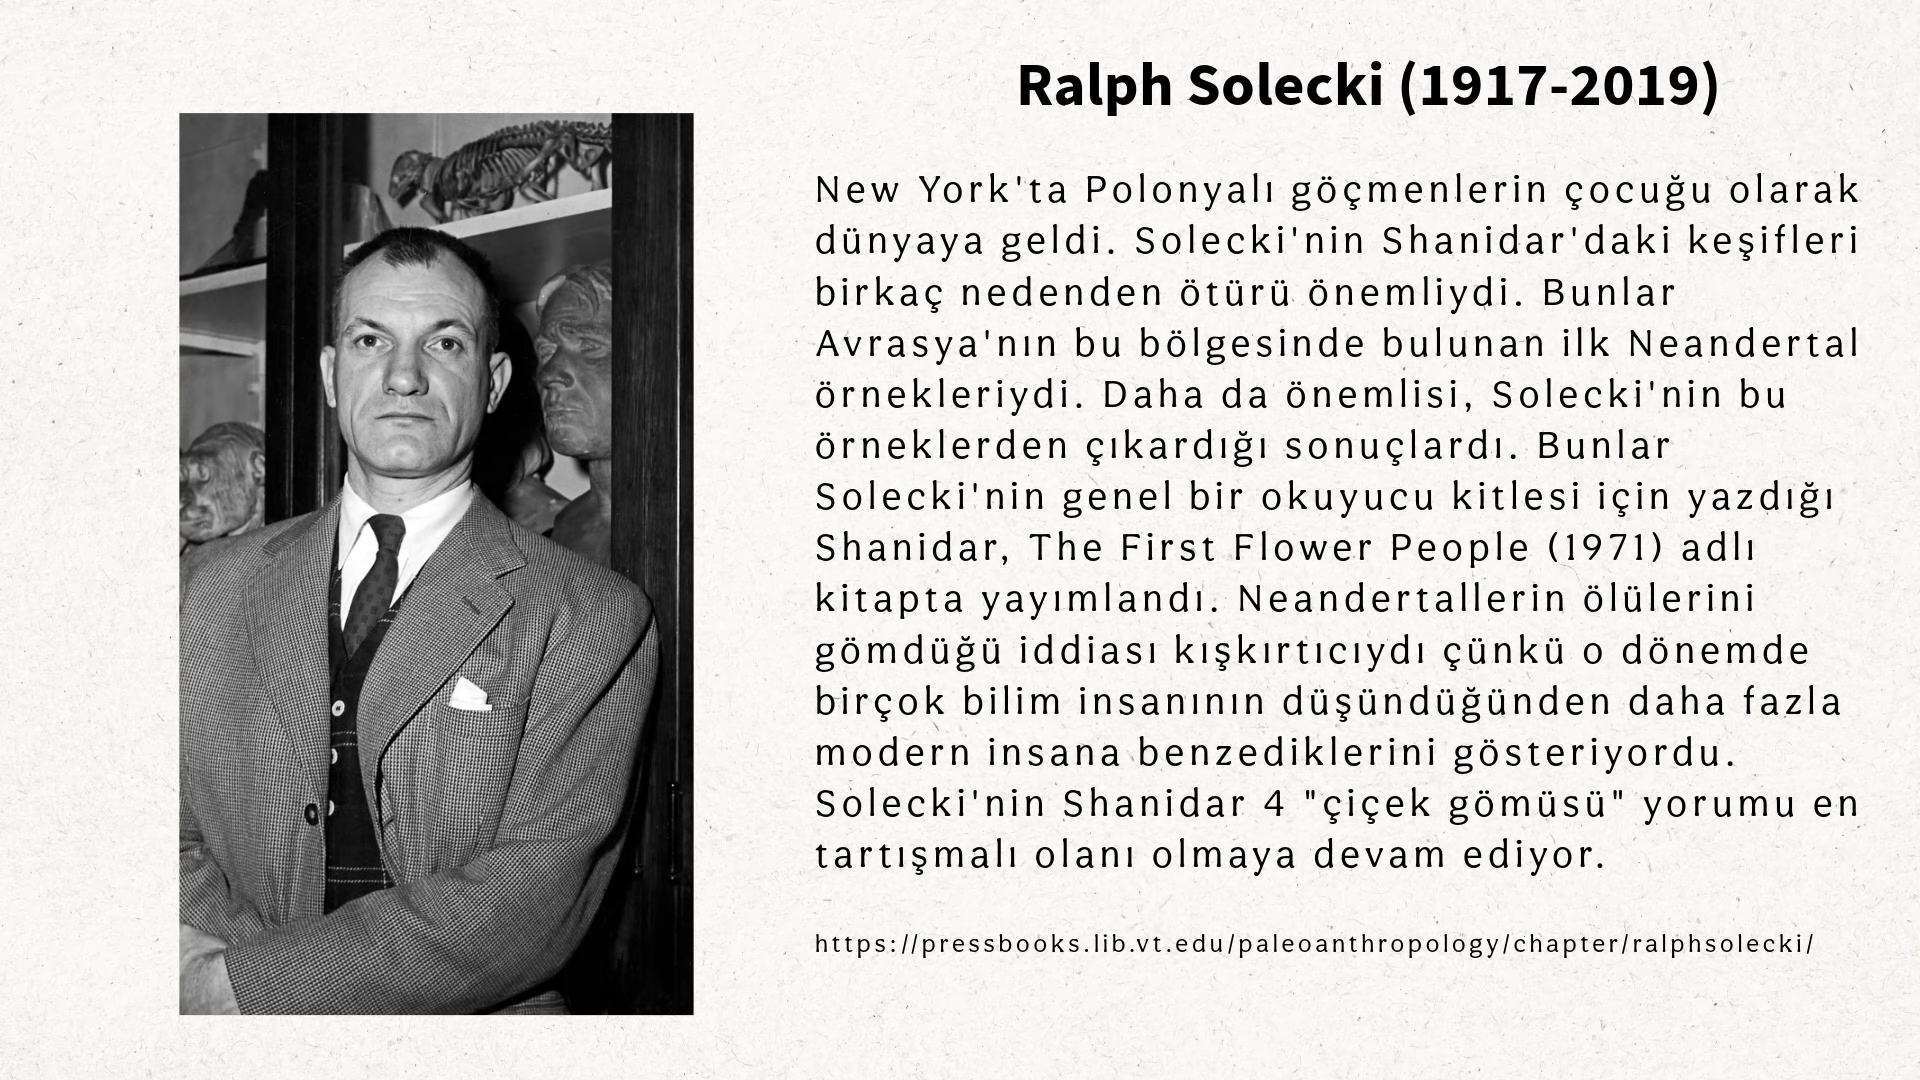 Ralph Solecki (1917-2019)
New York'ta Polonyalı göçmenlerin çocuğu olarak
dünyaya geldi. Solecki'nin Shanidar'daki keşifleri
birkaç nedenden ötürü önemliydi. Bunlar
Avrasya'nın bu bölgesinde bulunan ilk Neandertal
örnekleriydi. Daha da önemlisi, Solecki'nin bu
örneklerden çıkardığı sonuçlardı. Bunlar
Solecki'nin genel bir okuyucu kitlesi için yazdığı
Shanidar, The First Flower People (1971) adlı
kitapta yayımlandı. Neandertallerin ölülerini
gömdüğü iddiası kışkırtıcıydı çünkü o dönemde
birçok bilim insanının düşündüğünden daha fazla
modern insana benzediklerini gösteriyordu.
Solecki'nin Shanidar 4 "çiçek gömüsü" yorumu en
tartışmalı olanı olmaya devam ediyor.
https://pressbooks.lib.vt.edu/paleoanthropology/chapter/ralphsolecki/